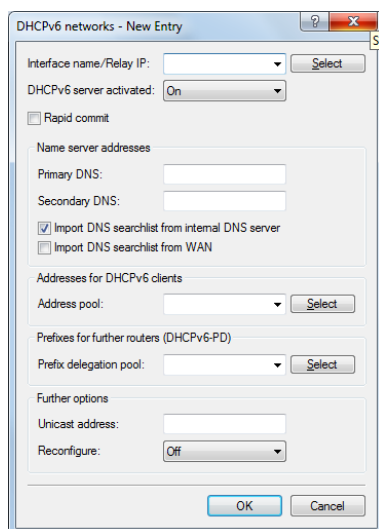 DHCPv6 networks - New Entry
?
x
S
Interface name/Relay IP:
Select
DHCPv6 server activated: On
Rapid commit
Name server addresses
Primary DNS:
Secondary DNS:
Import DNS searchlist from internal DNS server
Import DNS searchlist from WAN
Addresses for DHCPv6 clients
Address pool:
Select
Prefixes for further routers (DHCPv6-PD)
Prefix delegation pool:
Select
Further options
Unicast address:
Reconfigure: Off
OK Cancel